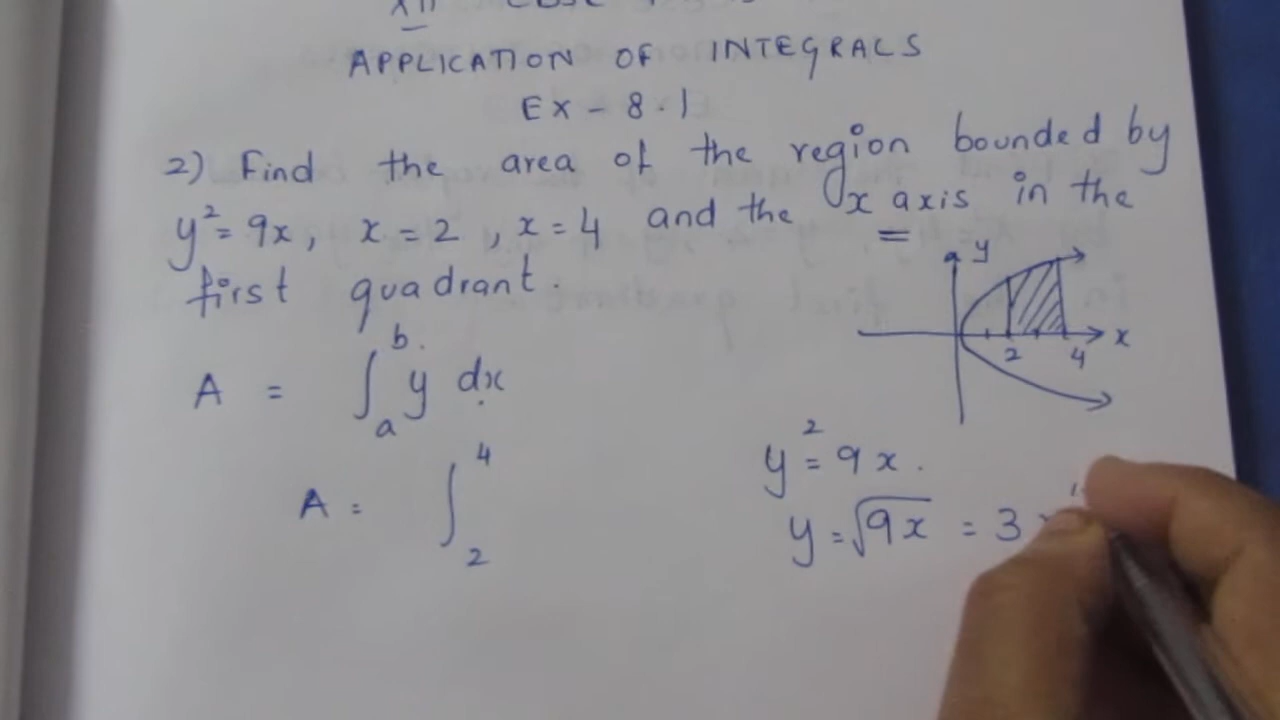 APPLICATION OF INTEGRALS
EX - 8.1
2) Find the area of the region bounded by
y² = 9x, x = 2, x = 4 and the x axis in the
first quadrant.
y
x
2 4
A = ∫ₐᵇ y dx
A = ∫₂⁴
y² = 9x.
y = √9x = 3